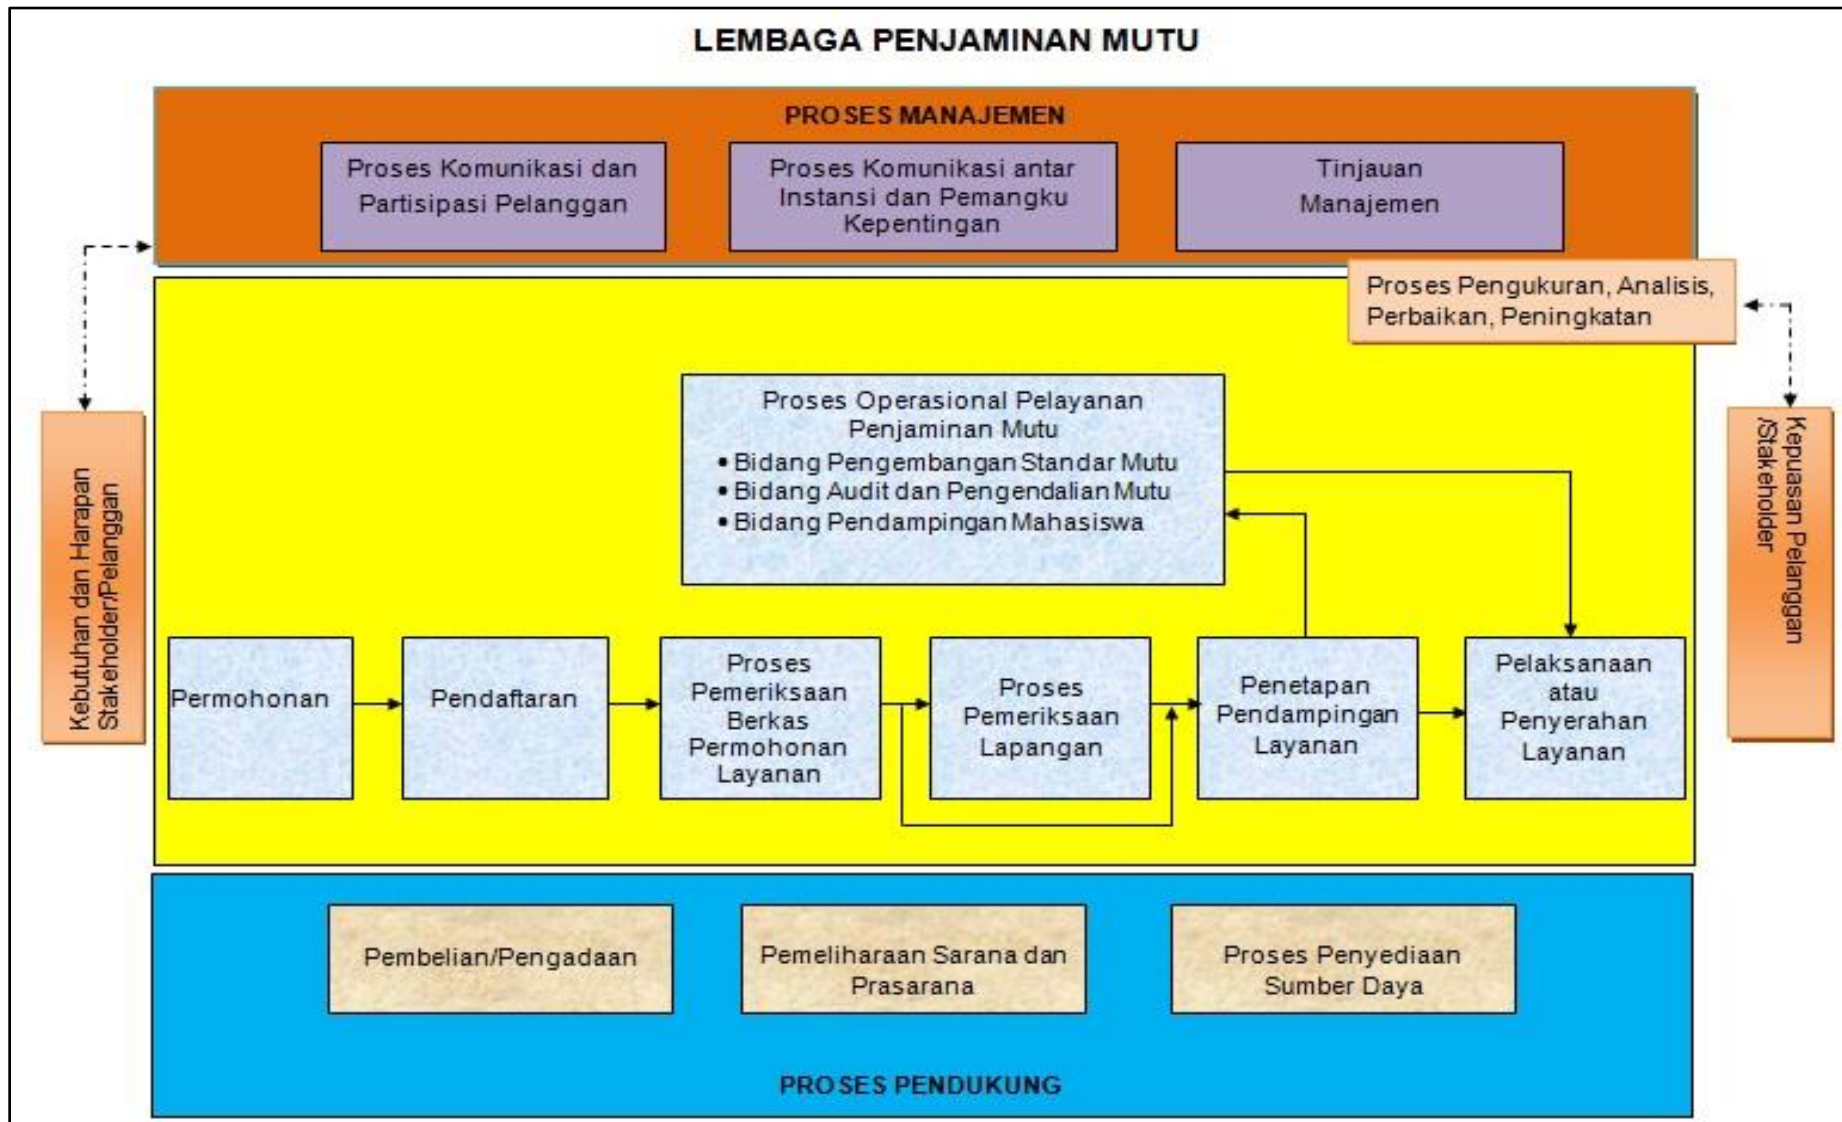 LEMBAGA PENJAMINAN MUTU
PROSES MANAJEMEN
Proses Komunikasi dan
Partisipasi Pelanggan
Proses Komunikasi antar
Instansi dan Pemangku
Kepentingan
Tinjauan
Manajemen
Proses Pengukuran, Analisis,
Perbaikan, Peningkatan
Kebutuhan dan Harapan
Stakeholder/Pelanggan
Proses Operasional Pelayanan
Penjaminan Mutu
• Bidang Pengembangan Standar Mutu
• Bidang Audit dan Pengendalian Mutu
• Bidang Pendampingan Mahasiswa
Kepuasan Pelanggan
/Stakeholder
Permohonan
Pendaftaran
Proses
Pemeriksaan
Berkas
Permohonan
Layanan
Proses
Pemeriksaan
Lapangan
Penetapan
Pendampingan
Layanan
Pelaksanaan
atau
Penyerahan
Layanan
Pembelian/Pengadaan
Pemeliharaan Sarana dan
Prasarana
Proses Penyediaan
Sumber Daya
PROSES PENDUKUNG